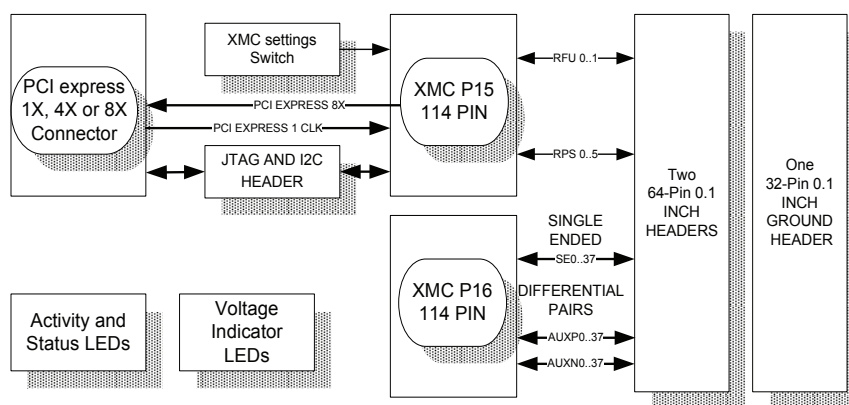 XMC settings
Switch
PCI express
1X, 4X or 8X
Connector
PCI EXPRESS 8X
PCI EXPRESS 1 CLK
JTAG AND I2C
HEADER
XMC P15
114 PIN
RFU 0..1
RPS 0..5
Two
64-Pin 0.1
INCH
HEADERS
One
32-Pin 0.1
INCH
GROUND
HEADER
SINGLE
ENDED
SE0..37
XMC P16
114 PIN
DIFFERENTIAL
PAIRS
AUXP0..37
AUXN0..37
Activity and
Status LEDs
Voltage
Indicator
LEDs